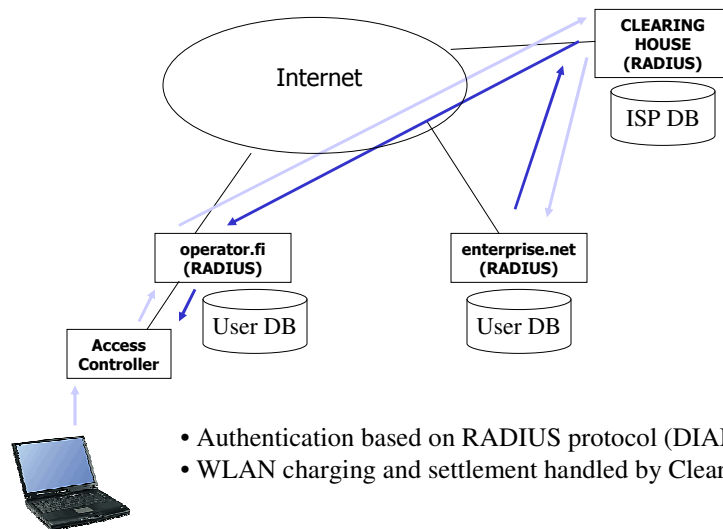 CLEARING
HOUSE
(RADIUS)
Internet
ISP DB
operator.fi
(RADIUS)
enterprise.net
(RADIUS)
User DB
User DB
Access
Controller
• Authentication based on RADIUS protocol
• WLAN charging and settlement handled by